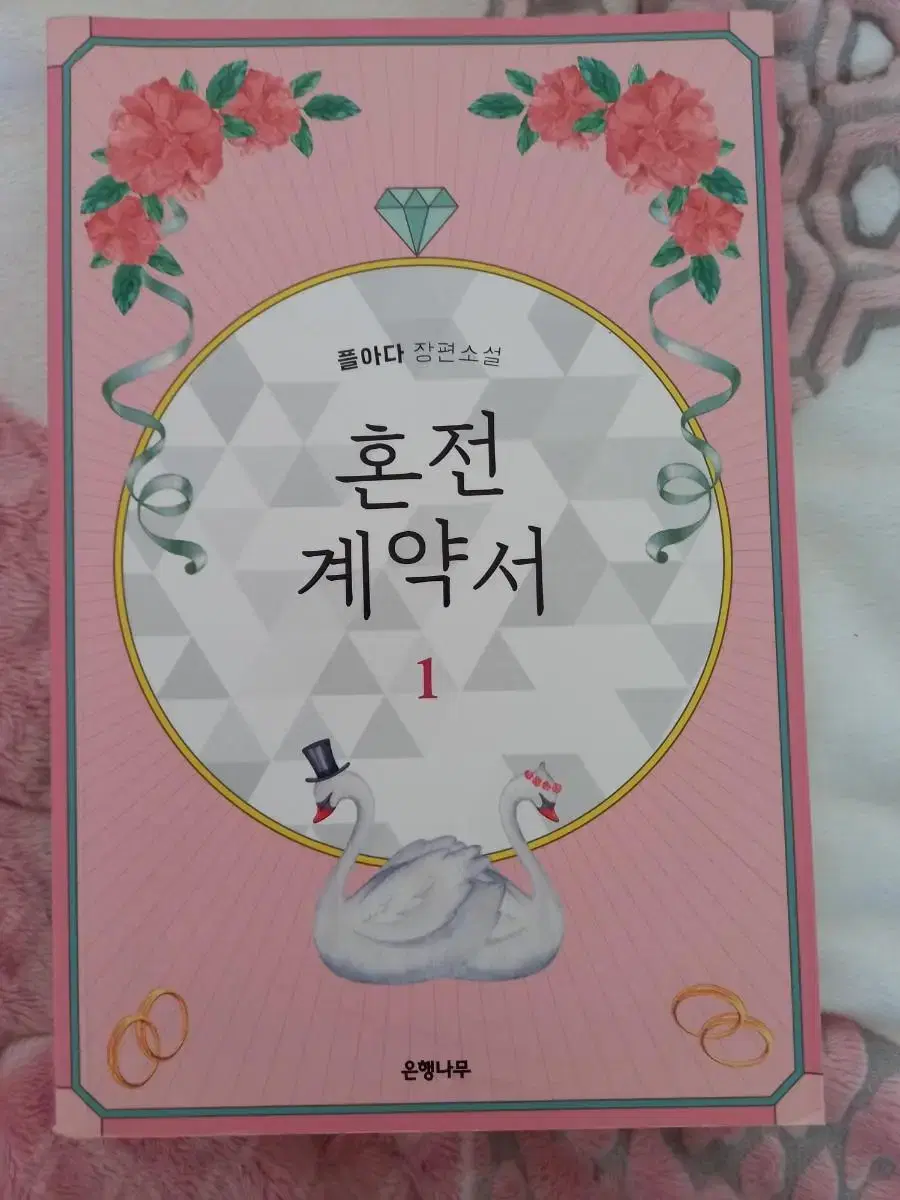 플아다 장편소설
혼전
계약서
1
은행나무